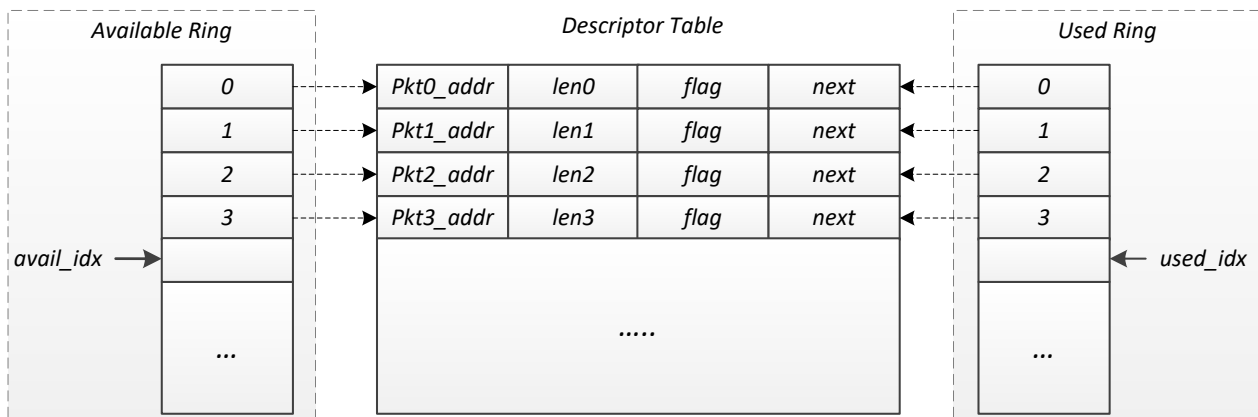 Available Ring
Descriptor Table
Used Ring
0 Pkt0_addr len0 flag next 0
1 Pkt1_addr len1 flag next 1
2 Pkt2_addr len2 flag next 2
3 Pkt3_addr len3 flag next 3
avail_idx used_idx
... ..... ...